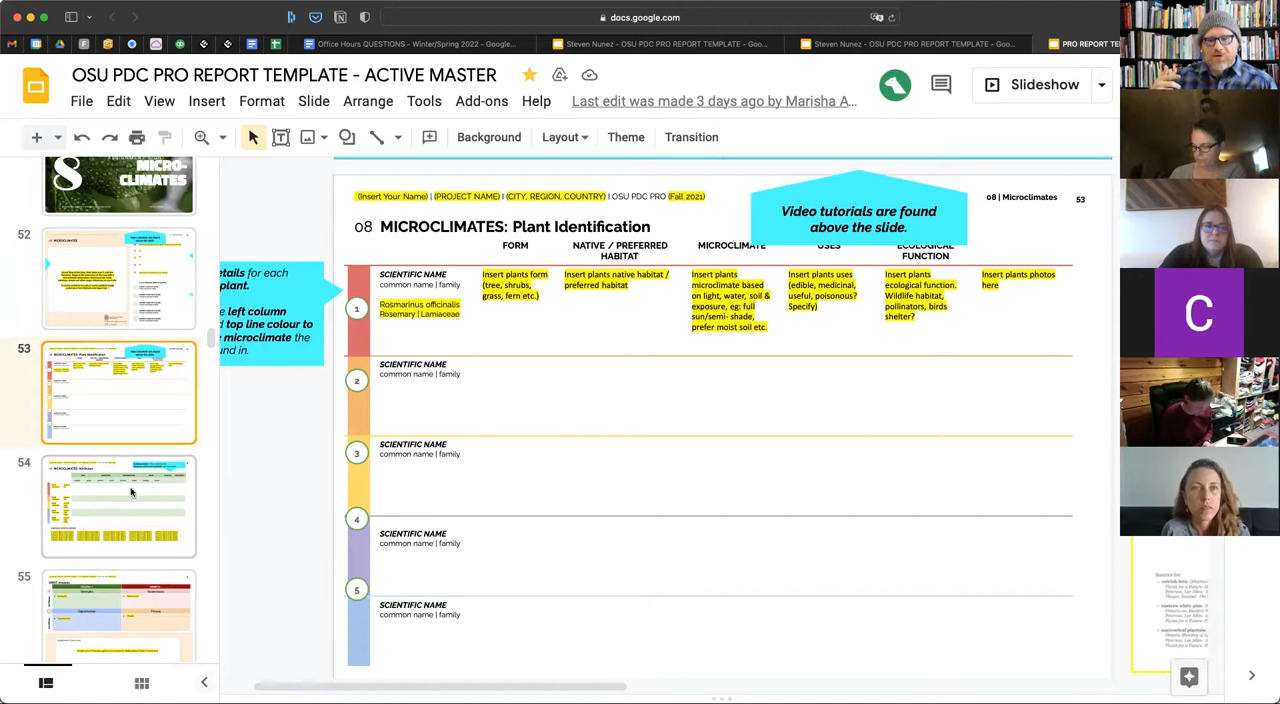 docs.google.com
Office Hours QUESTIONS - Winter/Spring 2022 - Google...
Steven Nunez - OSU PDC PRO REPORT TEMPLATE - Goo...
Steven Nunez - OSU PDC PRO REPORT TEMPLATE - Goo...
PRO REPORT TE
OSU PDC PRO REPORT TEMPLATE - ACTIVE MASTER
Slideshow
File Edit View Insert Format Slide Arrange Tools Add-ons Help Last edit was made 3 days ago by Marisha A...
Background Layout Theme Transition
8
MICRO-
CLIMATES
52
53
54
55
etails for each
plant.
e left column
d top line colour to
e microclimate the
und in.
(Insert Your Name) | (PROJECT NAME) | (CITY, REGION, COUNTRY) | OSU PDC PRO (Fall 2021)
Video tutorials are found
above the slide.
08 | Microclimates 53
08 MICROCLIMATES: Plant Identification
FORM NATIVE / PREFERRED HABITAT MICROCLIMATE USES ECOLOGICAL FUNCTION
1
SCIENTIFIC NAME
common name | family
Rosmarinus officinalis
Rosemary | Lamiaceae
Insert plants form
(tree, shrubs,
grass, fern etc.)
Insert plants native habitat /
preferred habitat
Insert plants
microclimate based
on light, water, soil &
exposure, eg: full
sun/semi- shade,
prefer moist soil etc.
Insert plants uses
(edible, medicinal,
useful, poisonous?
Specify)
Insert plants
ecological function.
Wildlife habitat,
pollinators, birds
shelter?
Insert plants photos
here
2
SCIENTIFIC NAME
common name | family
3
SCIENTIFIC NAME
common name | family
4
SCIENTIFIC NAME
common name | family
5
SCIENTIFIC NAME
common name | family
C